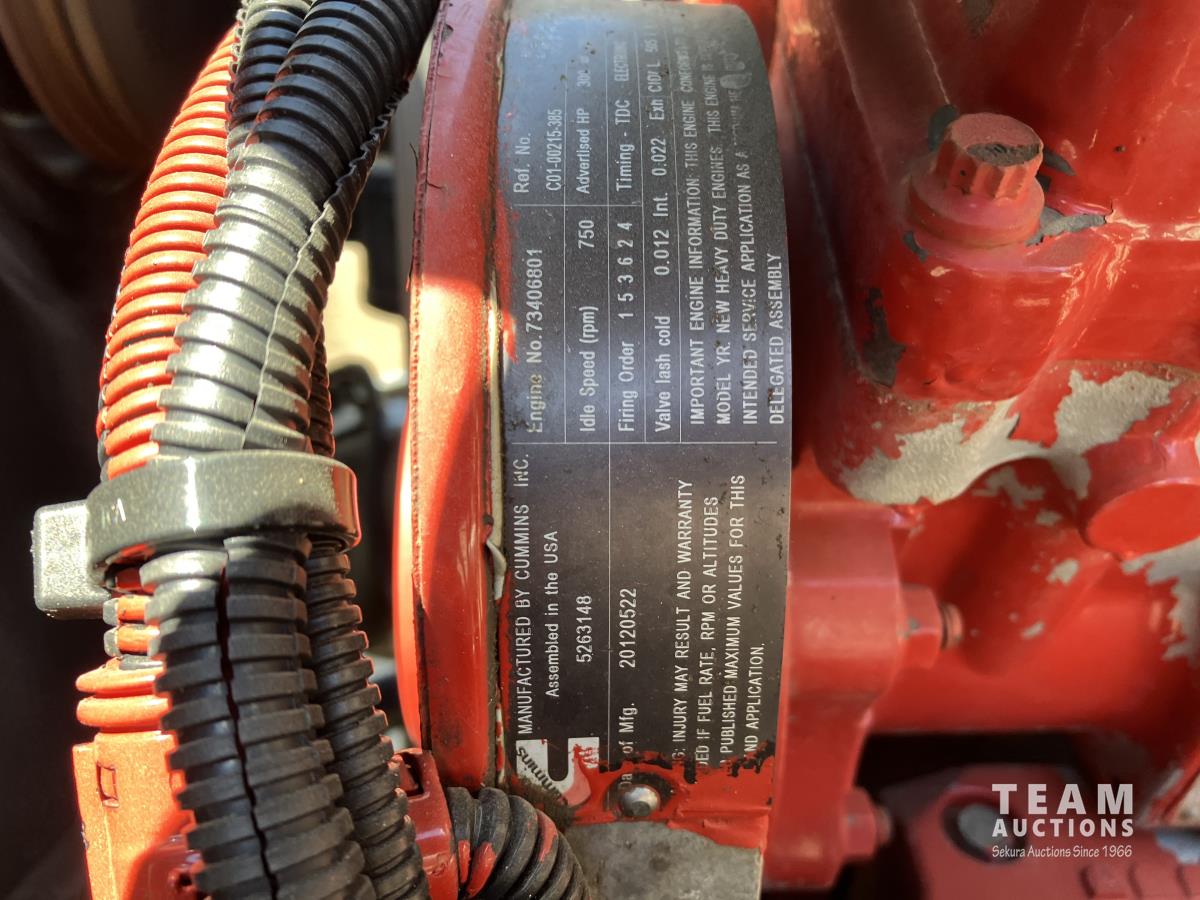 MANUFACTURED BY CUMMINS INC.
Assembled in the USA
5263148
of Mfg. 20120522
INJURY MAY RESULT AND WARRANTY
IF FUEL RATE, RPM OR ALTITUDES
PUBLISHED MAXIMUM VALUES FOR THIS
APPLICATION.
Engine No. 73406801
Ref. No.
C01-00215-385
Idle Speed (rpm) 750
Advertised HP
Firing Order 1 5 3 6 2 4
Timing - TDC
Valve lash cold 0.012 Int. 0.022 Exh CID/L
IMPORTANT ENGINE INFORMATION: THIS ENGINE
MODEL YR. NEW HEAVY DUTY ENGINES. THIS ENGINE
INTENDED SERVICE APPLICATION AS A
DELEGATED ASSEMBLY
TEAM
AUCTIONS
Sekura Auctions Since 1966